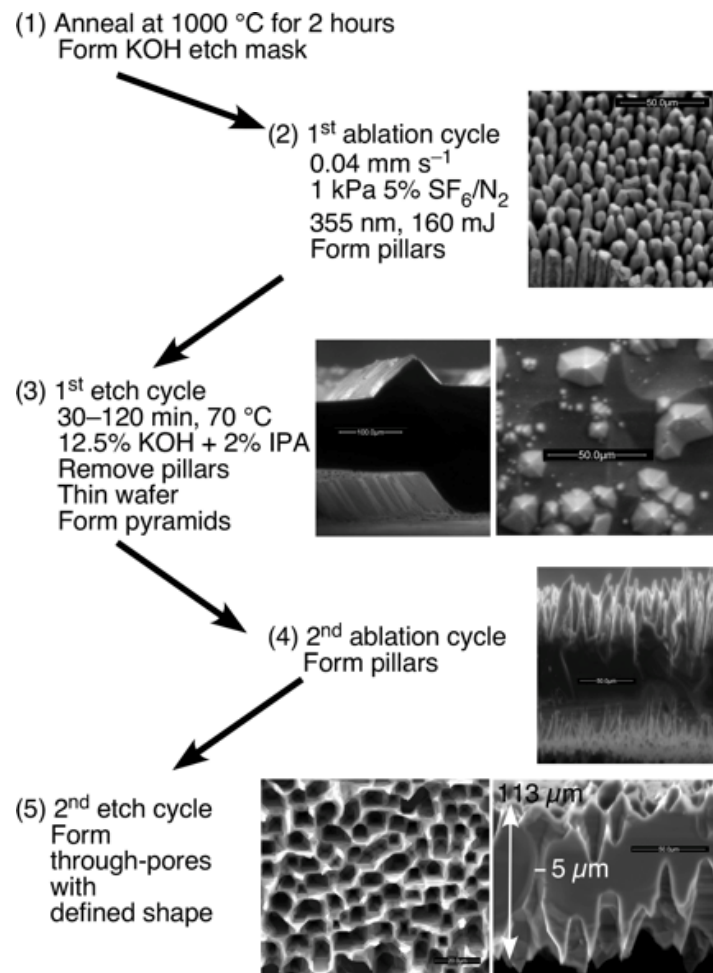 (1) Anneal at 1000 °C for 2 hours
Form KOH etch mask
(2) 1st ablation cycle
0.04 mm s−1
1 kPa 5% SF6/N2
355 nm, 160 mJ
Form pillars
50.0µm
(3) 1st etch cycle
30–120 min, 70 °C
12.5% KOH + 2% IPA
Remove pillars
Thin wafer
Form pyramids
100.0µm
50.0µm
(4) 2nd ablation cycle
Form pillars
50.0µm
(5) 2nd etch cycle
Form
through-pores
with
defined shape
113 µm
5 µm